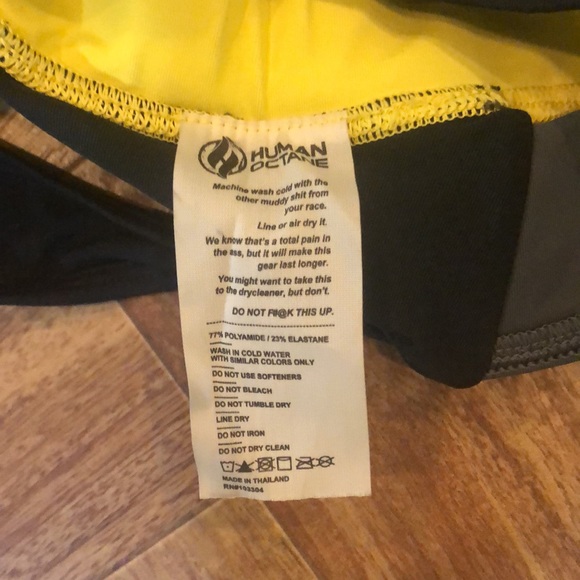 HUMAN
OCTANE
Machine wash cold with the
other muddy shit from
your race.
Line or air dry it.
We know that's a total pain in
the ass, but it will make this
gear last longer.
You might want to take this
to the drycleaner, but don't.
DO NOT F#@K THIS UP.
77% POLYAMIDE / 23% ELASTANE
WASH IN COLD WATER
WITH SIMILAR COLORS ONLY
DO NOT USE SOFTENERS
DO NOT BLEACH
DO NOT TUMBLE DRY
LINE DRY
DO NOT IRON
DO NOT DRY CLEAN
MADE IN THAILAND
RN#103304